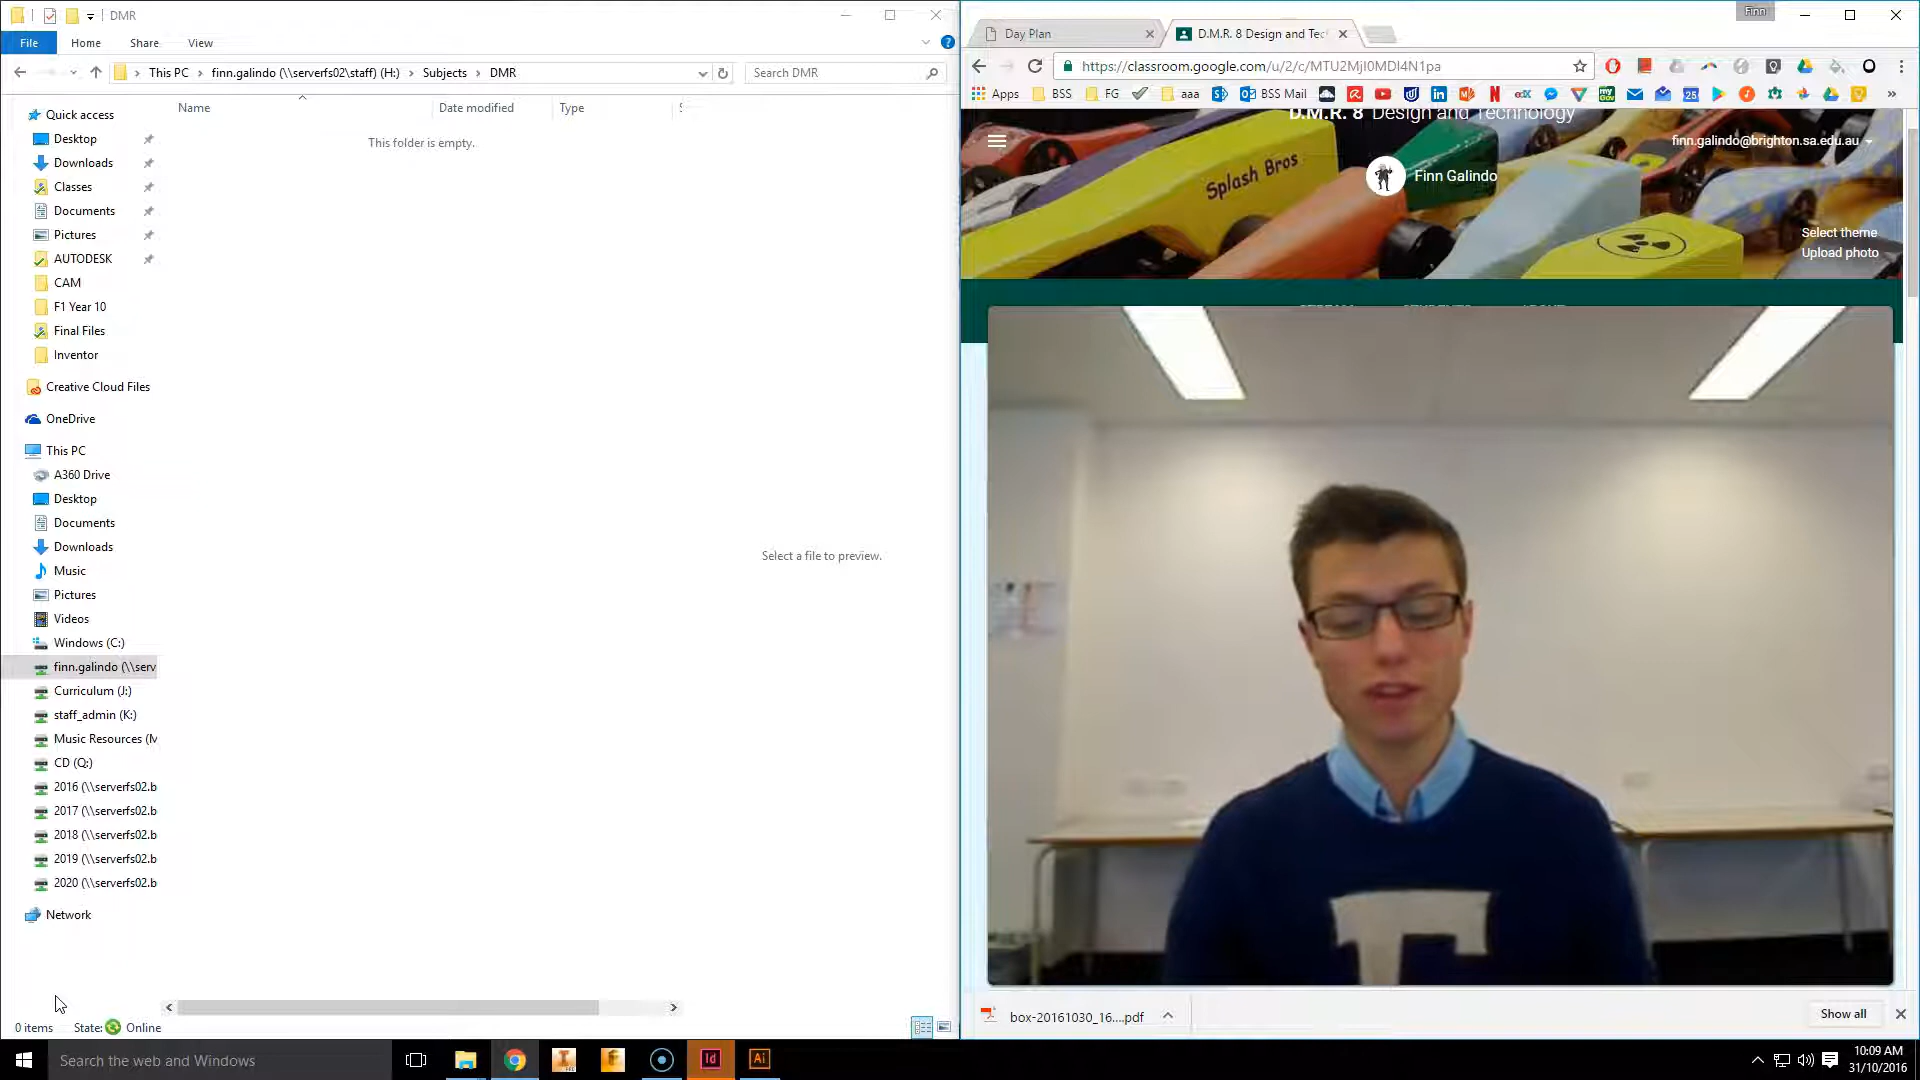 DMR
File
Home
Share
View
This PC
finn.galindo (\\serverfs02\staff) (H:)
Subjects
DMR
Search DMR
Name
Date modified
Type
This folder is empty.
Select a file to preview.
Quick access
Desktop
Downloads
Classes
Documents
Pictures
AUTODESK
CAM
F1 Year 10
Final Files
Inventor
Creative Cloud Files
OneDrive
This PC
A360 Drive
Desktop
Documents
Downloads
Music
Pictures
Videos
Windows (C:)
finn.galindo (\\serv
Curriculum (J:)
staff_admin (K:)
Music Resources (M
CD (Q:)
2016 (\\serverfs02.b
2017 (\\serverfs02.b
2018 (\\serverfs02.b
2019 (\\serverfs02.b
2020 (\\serverfs02.b
Network
0 items State: Online
Finn
Day Plan
D.M.R. 8 Design and Tec
https://classroom.google.com/u/2/c/MTU2MjI0MDI4N1pa
Apps
BSS
FG
aaa
BSS Mail
D.M.R. 8 Design and Technology
finn.galindo@brighton.sa.edu.au
Splash Bros
Finn Galindo
Select theme
Upload photo
box-20161030_16....pdf
Show all
Search the web and Windows
10:09 AM
31/10/2016